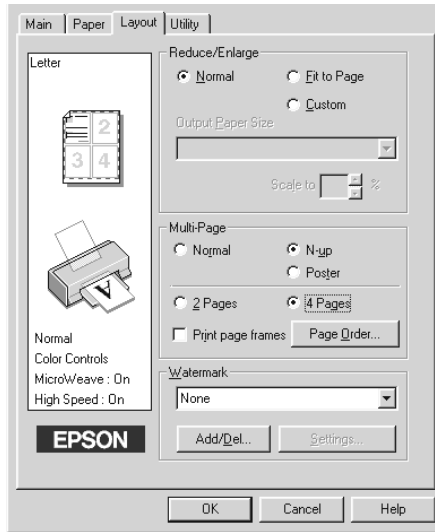 Main Paper Layout Utility
Letter
2
3 4
A
Normal
Color Controls
MicroWeave : On
High Speed : On
EPSON
Reduce/Enlarge
Normal Fit to Page
Custom
Output Paper Size
Scale to %
Multi-Page
Normal N-up
Poster
2 Pages 4 Pages
Print page frames Page Order...
Watermark
None
Add/Del... Settings...
OK Cancel Help